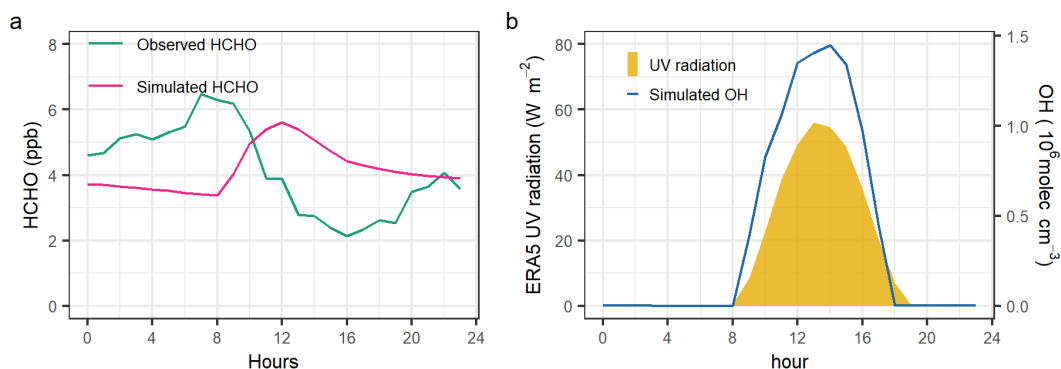 a
Observed HCHO
Simulated HCHO
HCHO (ppb)
8
6
4
2
0
0 4 8 12 16 20 24
Hours
b
UV radiation
Simulated OH
ERA5 UV radiation (W m⁻²)
80
60
40
20
0
0 4 8 12 16 20 24
hour
1.5
1.0
0.5
0.0
OH ( 10⁶ molec cm⁻³)